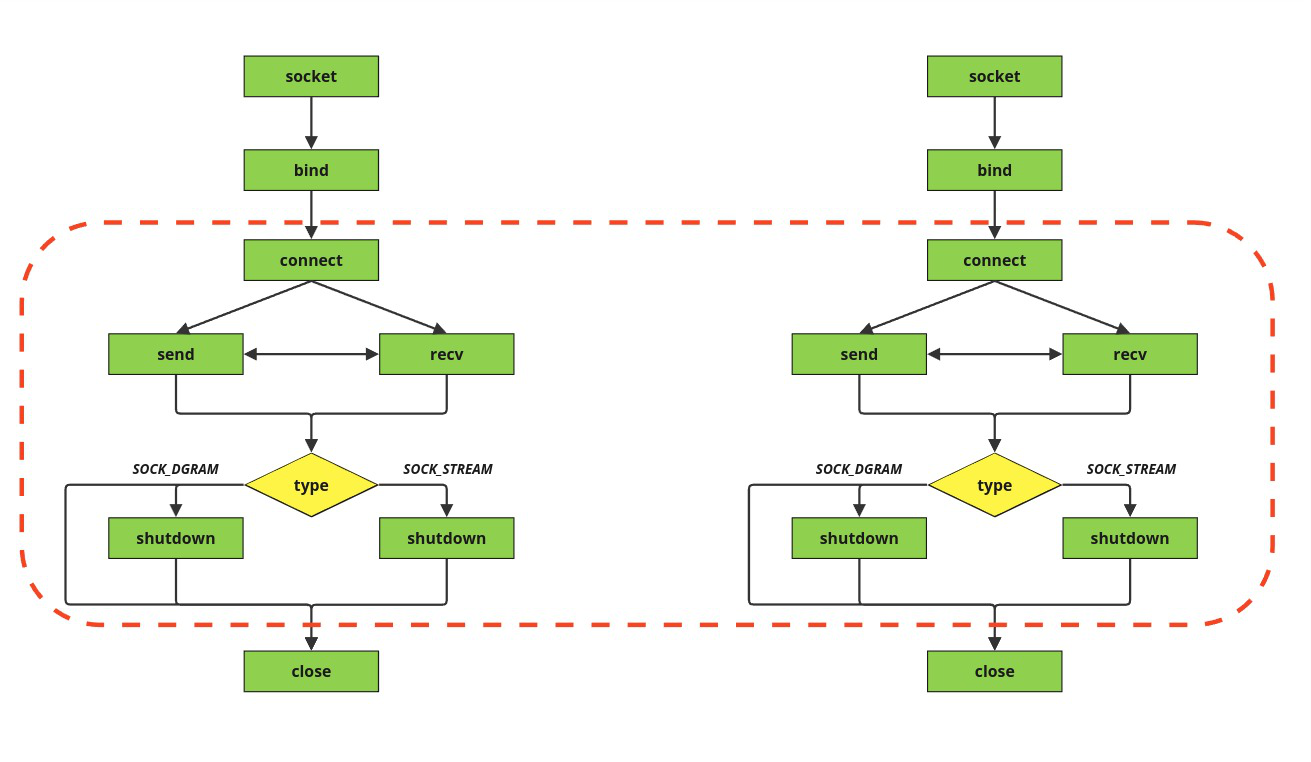 socket
bind
connect
send
recv
SOCK_DGRAM
type
SOCK_STREAM
shutdown
shutdown
close
socket
bind
connect
send
recv
SOCK_DGRAM
type
SOCK_STREAM
shutdown
shutdown
close